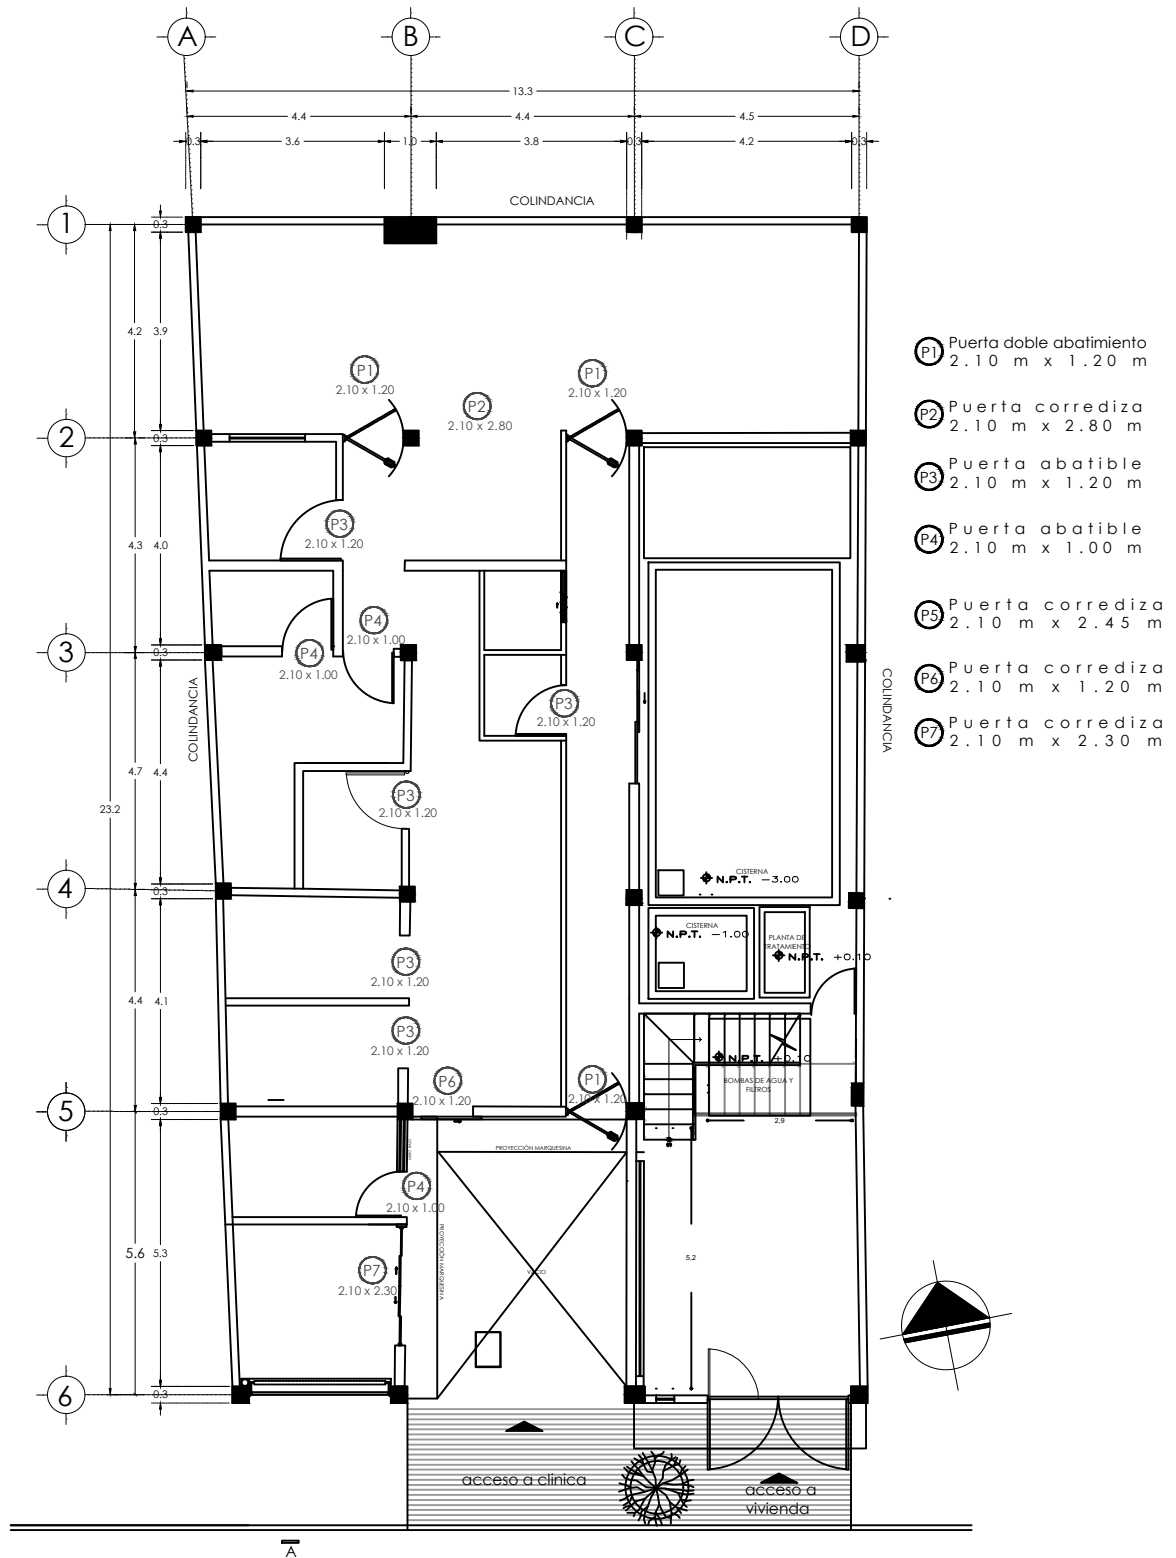 A B C D
13.3
4.4 4.4 4.5
0.3 3.6 1.0 3.8 0.3 4.2 0.3
COLINDANCIA
1
0.3
4.2 3.9
P1
2.10 x 1.20
P2
2.10 x 2.80
P1
2.10 x 1.20
2
0.3
4.3 4.0
P3
2.10 x 1.20
P4
2.10 x 1.00
P4
2.10 x 1.00
3
0.3
P3
2.10 x 1.20
COLINDANCIA
COLINDANCIA
4.7 4.4
23.2
P3
2.10 x 1.20
4
0.3
CISTERNA
N.P.T. -3.00
CISTERNA
N.P.T. -1.00
PLANTA DE
TRATAMIENTO
N.P.T. +0.10
4.4 4.1
P3
2.10 x 1.20
P3
2.10 x 1.20
N.P.T. +0.10
BOMBAS DE AGUA Y
FILTROS
P6
2.10 x 1.20
P1
2.10 x 1.20
5
0.3
2,9
PROYECCIÓN MARQUESINA
P4
2.10 x 1.00
PROYECCIÓN MARQUESINA
5.6 5.3
P7
2.10 x 2.30
VACIO
5,2
6
0.3
acceso a clinica
acceso a
vivienda
A
P1 Puerta doble abatimiento
2.10 m x 1.20 m
P2 Puerta corrediza
2.10 m x 2.80 m
P3 Puerta abatible
2.10 m x 1.20 m
P4 Puerta abatible
2.10 m x 1.00 m
P5 Puerta corrediza
2.10 m x 2.45 m
P6 Puerta corrediza
2.10 m x 1.20 m
P7 Puerta corrediza
2.10 m x 2.30 m